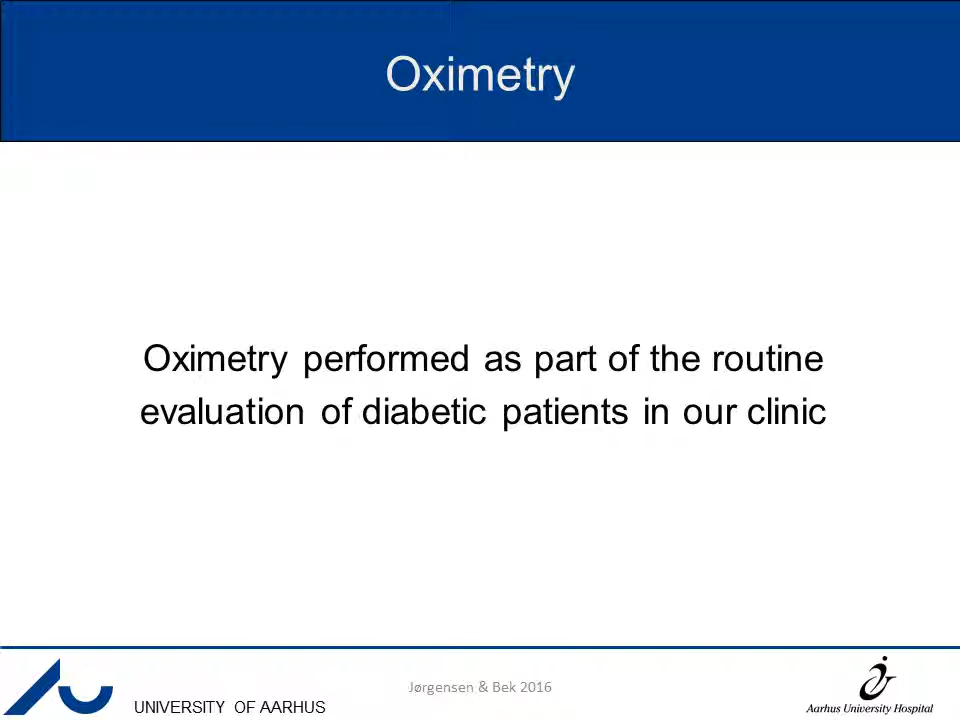 Oximetry
Oximetry performed as part of the routine
evaluation of diabetic patients in our clinic
Jørgensen & Bek 2016
UNIVERSITY OF AARHUS
Aarhus University Hospital